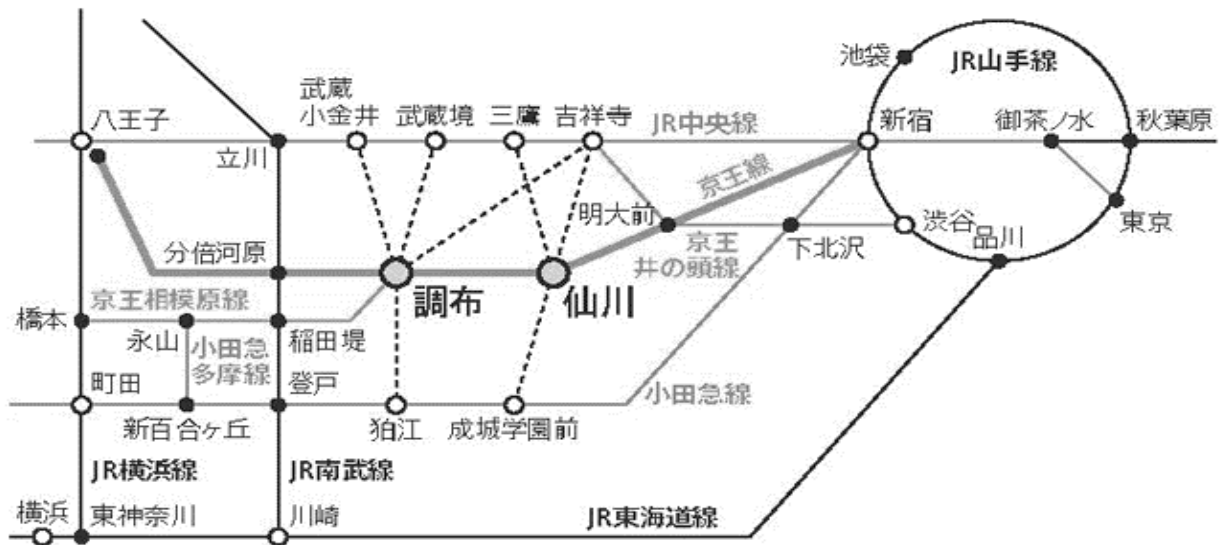 池袋
JR山手線
武蔵
小金井
武蔵境
三鷹
吉祥寺
八王子
立川
JR中央線
新宿
御茶ノ水
秋葉原
京王線
明大前
渋谷
品川
東京
分倍河原
京王
井の頭線
下北沢
調布
仙川
京王相模原線
橋本
永山
小田急
多摩線
稲田堤
町田
登戸
小田急線
新百合ヶ丘
狛江
成城学園前
JR横浜線
JR南武線
横浜
東神奈川
川崎
JR東海道線